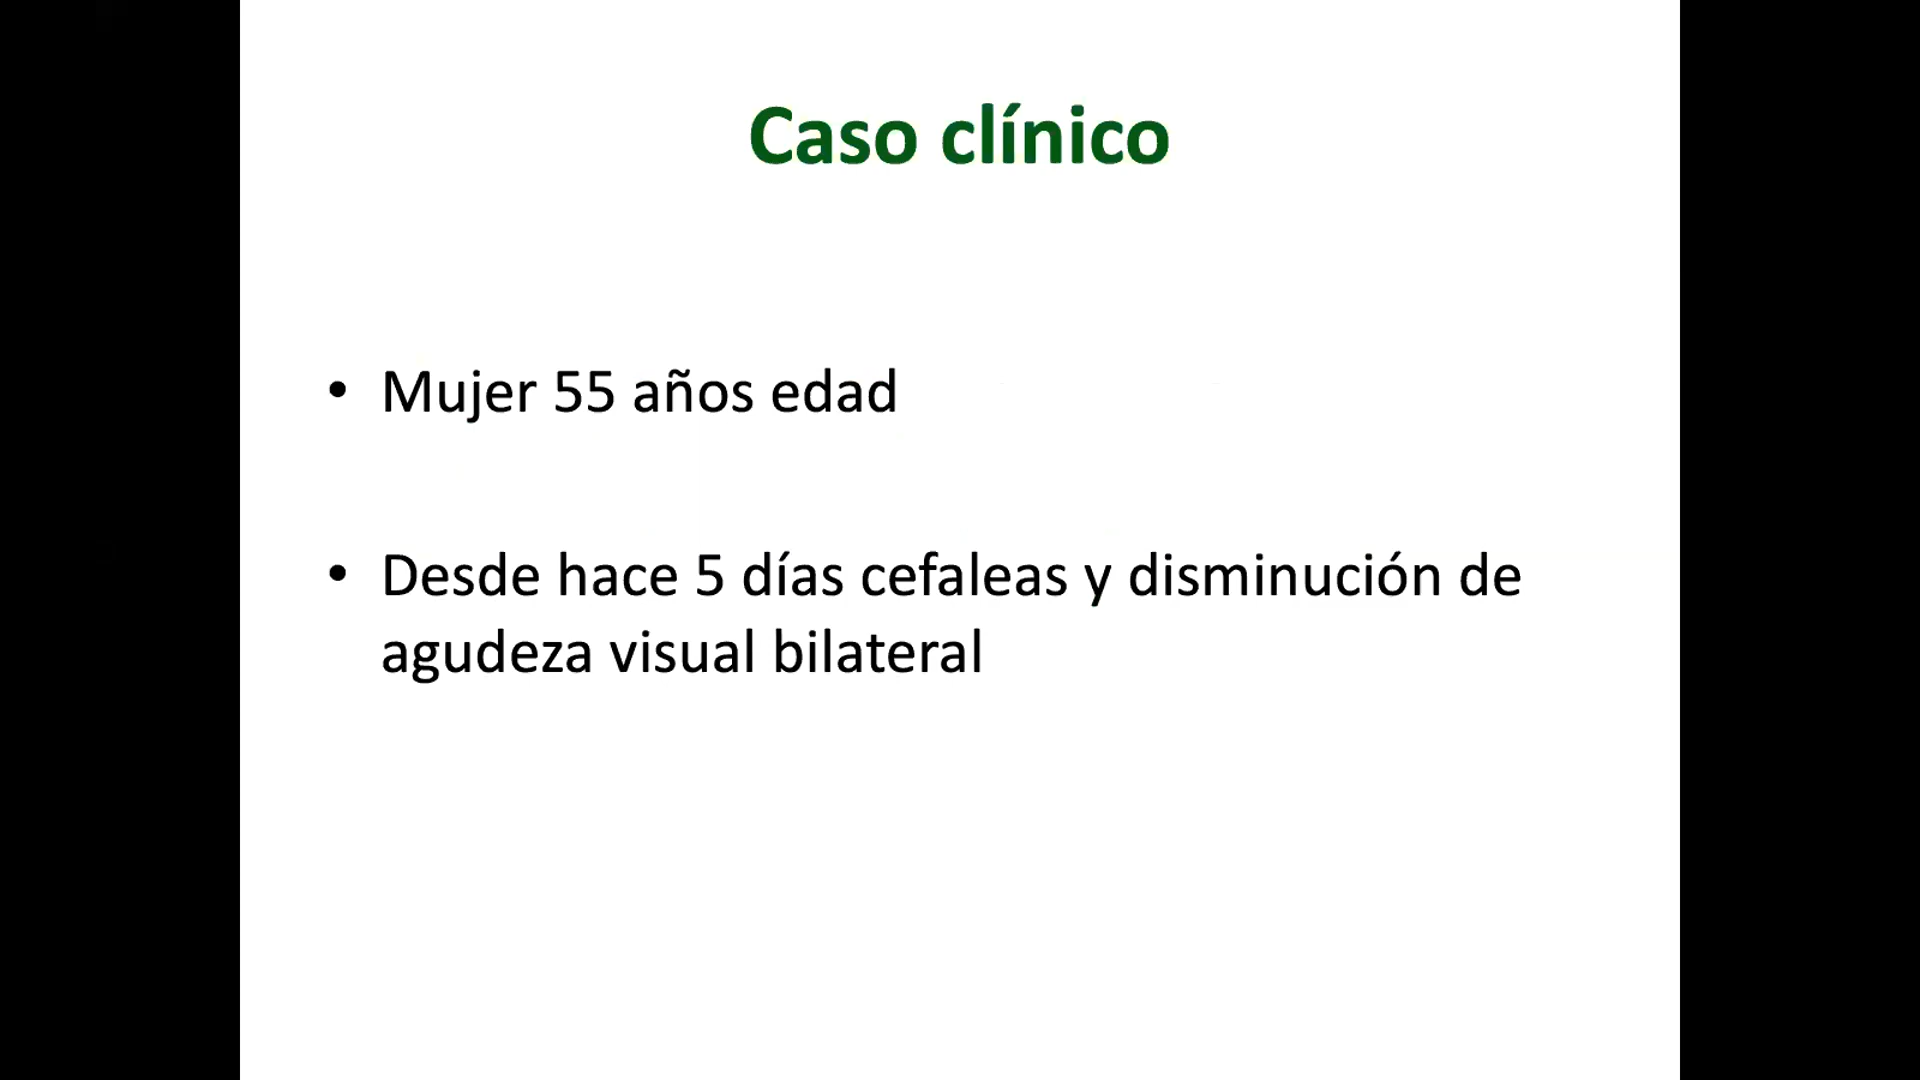 Caso clínico
• Mujer 55 años edad
• Desde hace 5 días cefaleas y disminución de
agudeza visual bilateral